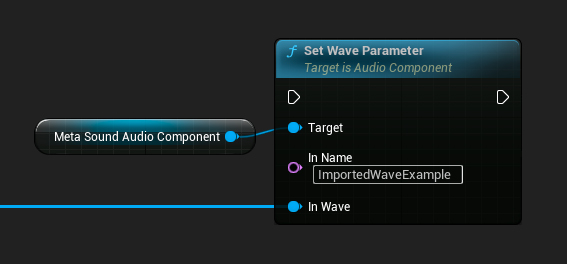 Set Wave Parameter
Target is Audio Component
Meta Sound Audio Component
Target
In Name
ImportedWaveExample
In Wave